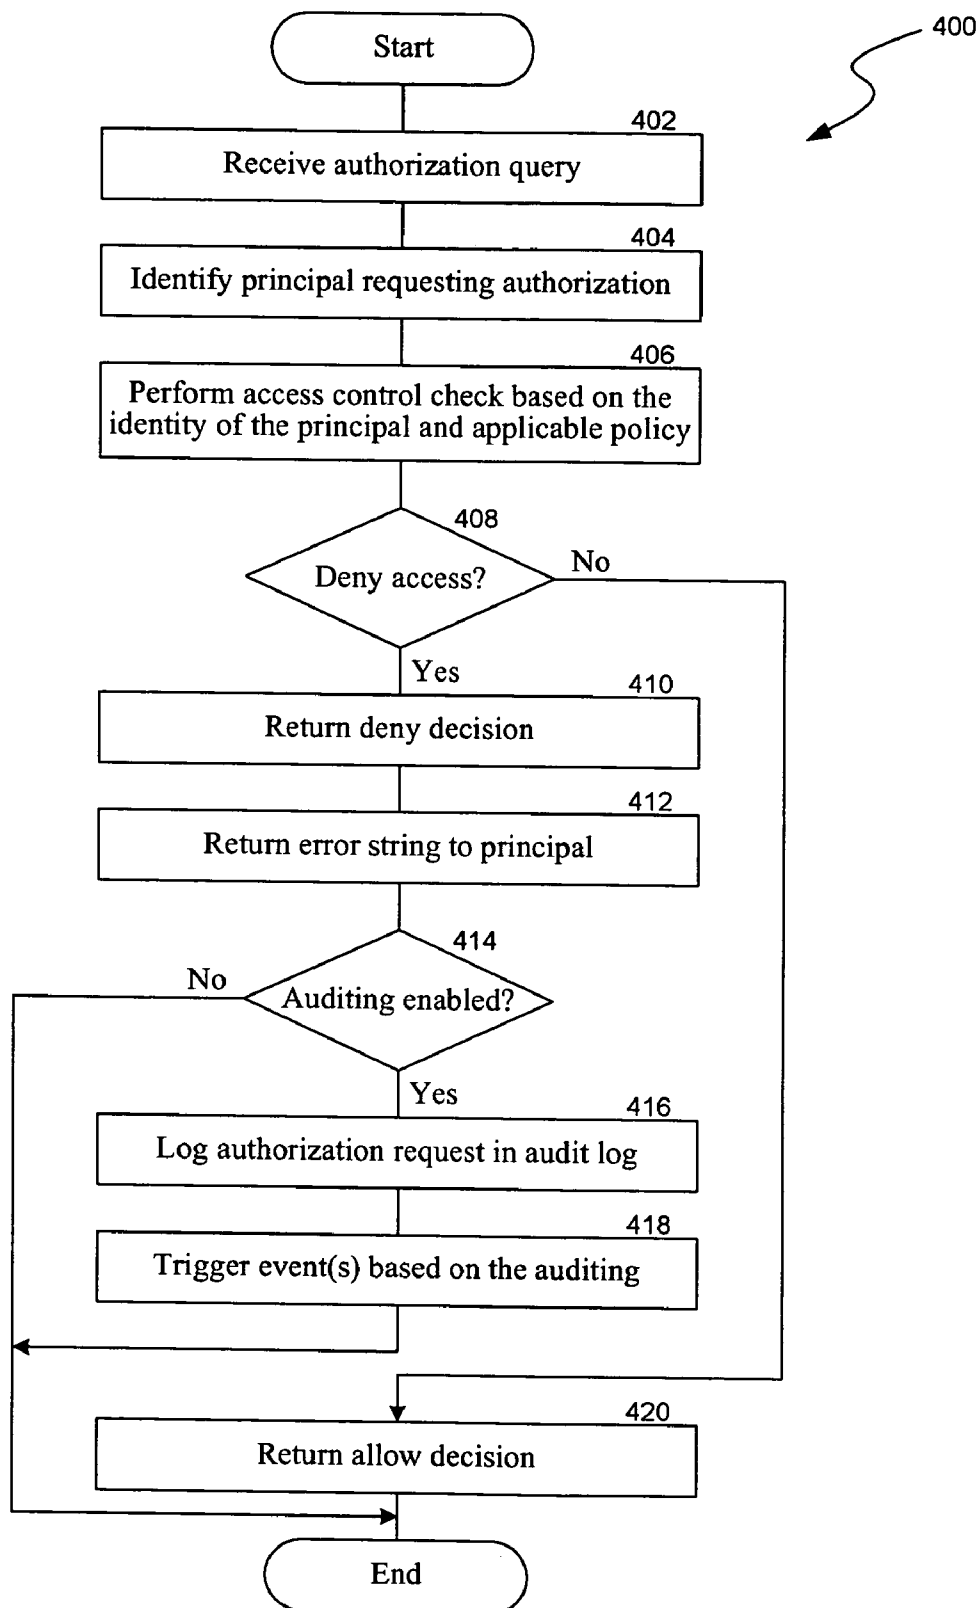 400
Start
402
Receive authorization query
404
Identify principal requesting authorization
406
Perform access control check based on the
identity of the principal and applicable policy
408
Deny access?
No
Yes
410
Return deny decision
412
Return error string to principal
414
No
Auditing enabled?
Yes
416
Log authorization request in audit log
418
Trigger event(s) based on the auditing
420
Return allow decision
End